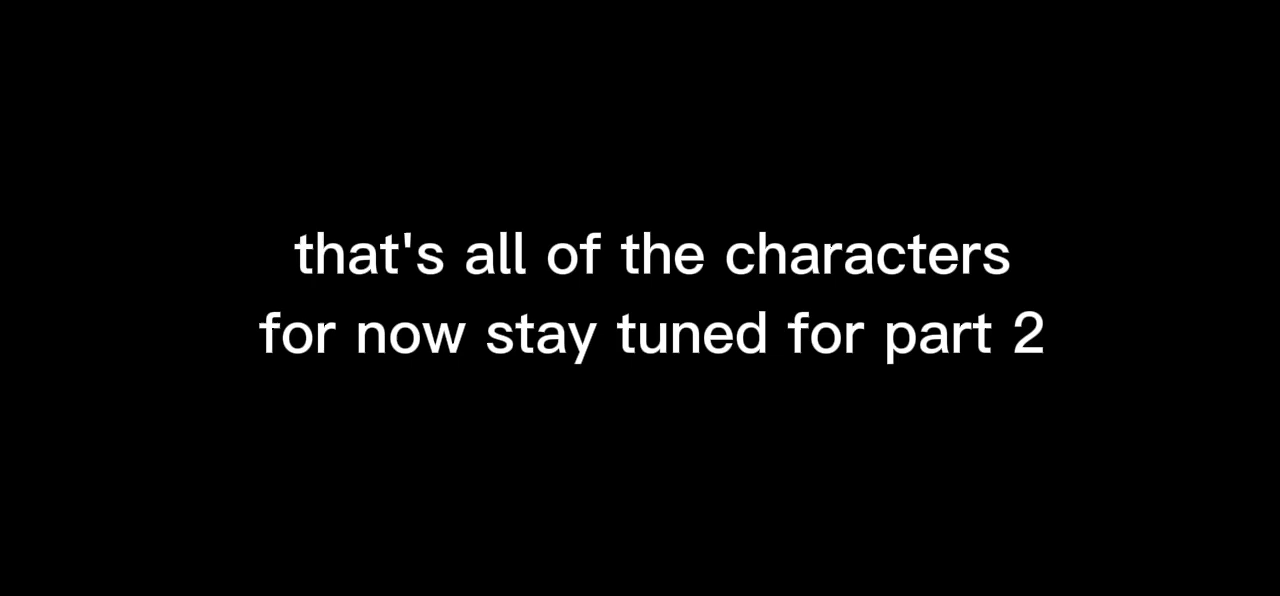 that's all of the characters
for now stay tuned for part 2